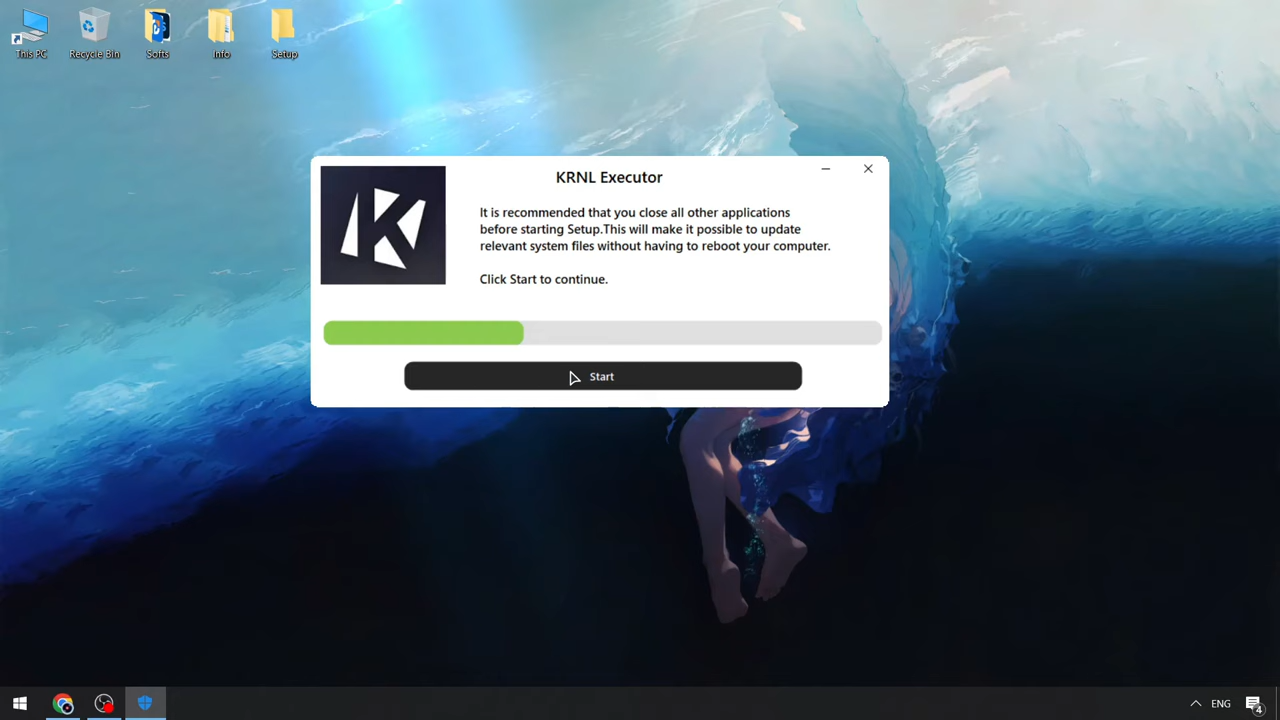 This PC
Recycle Bin
Softs
Info
Setup
KRNL Executor
It is recommended that you close all other applications
before starting Setup.This will make it possible to update
relevant system files without having to reboot your computer.
Click Start to continue.
Start
ENG
4